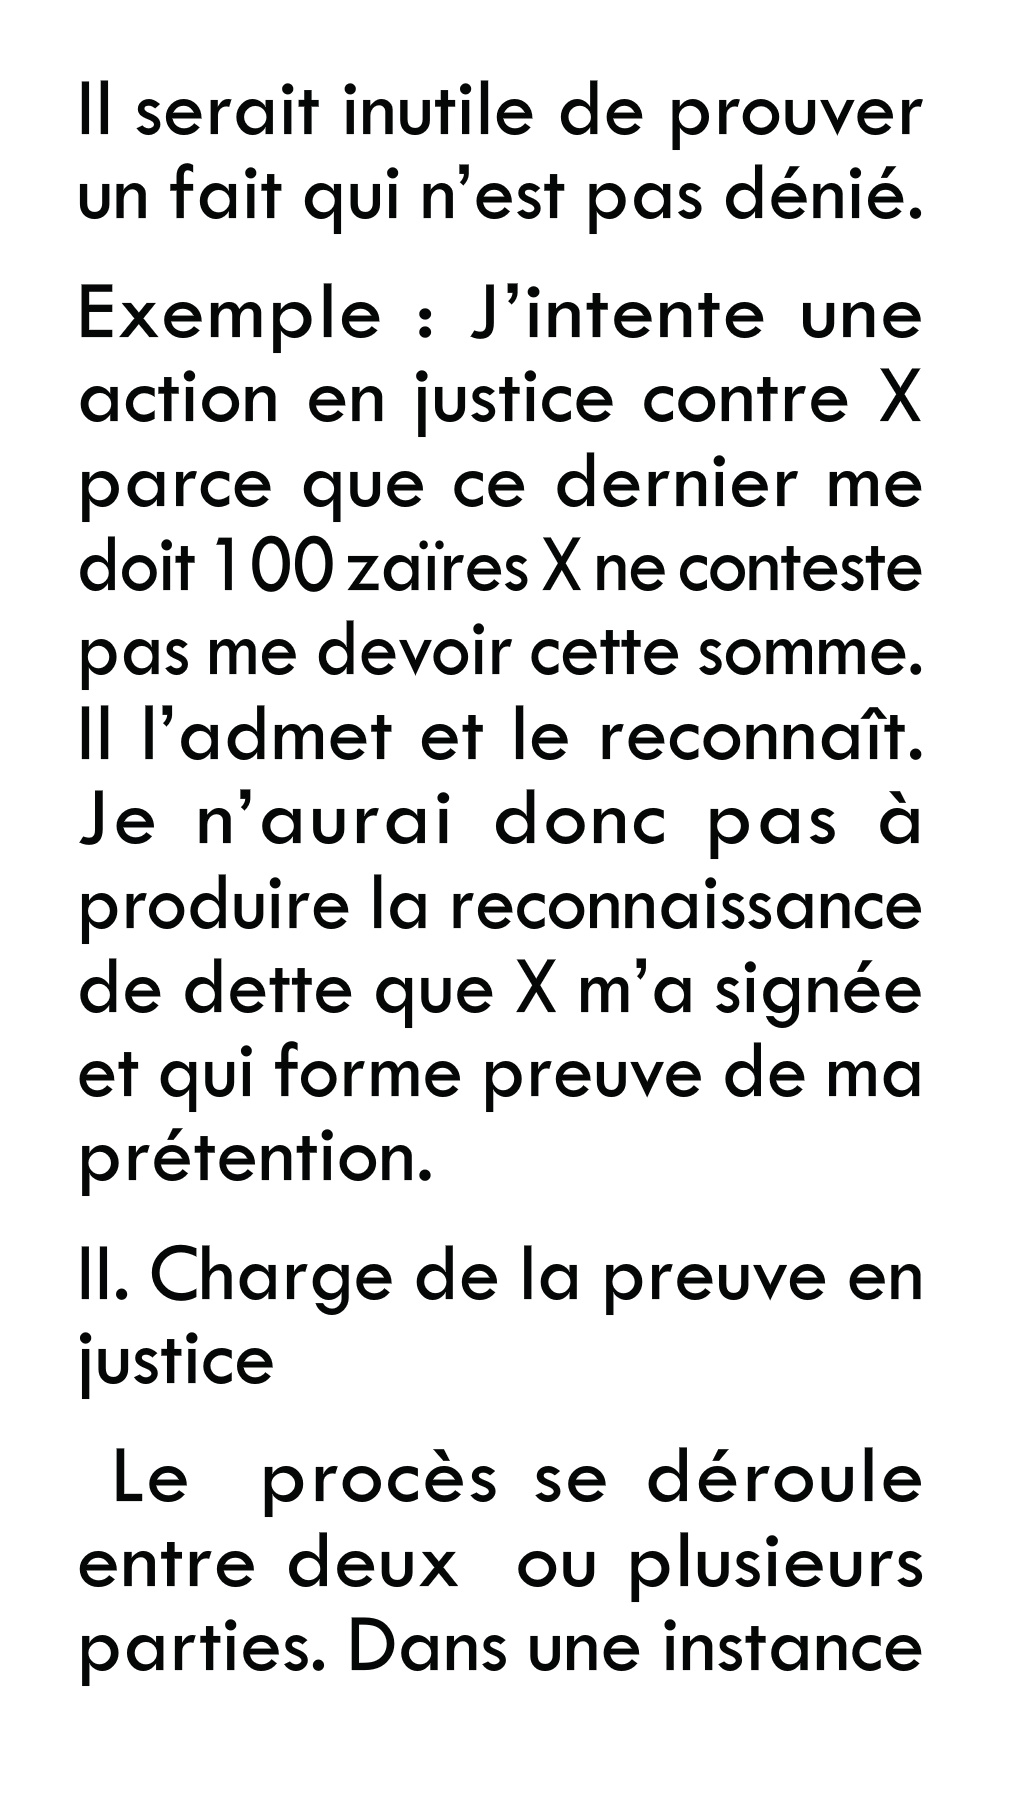 Il serait inutile de prouver
un fait qui n’est pas dénié.
Exemple : J’intente une
action en justice contre X
parce que ce dernier me
doit 100 zaïres X ne conteste
pas me devoir cette somme.
Il l’admet et le reconnaît.
Je n’aurai donc pas à
produire la reconnaissance
de dette que X m’a signée
et qui forme preuve de ma
prétention.
II. Charge de la preuve en
justice
Le procès se déroule
entre deux ou plusieurs
parties. Dans une instance